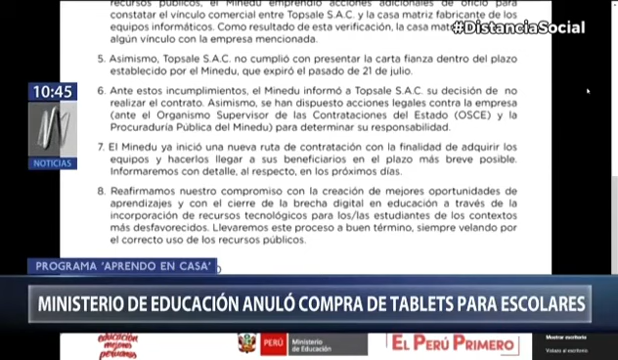 recursos públicos, el Minedu emprendió acciones adicionales de oficio para
constatar el vínculo comercial entre Topsale S.A.C. y la casa matriz fabricante de los
equipos informáticos. Como resultado de esta verificación, la casa
algún vínculo con la empresa mencionada.
#DistanciaSocial
5. Asimismo, Topsale S.A.C. no cumplió con presentar la carta fianza dentro del plazo
establecido por el Minedu, que expiró el pasado de 21 de julio.
10:45
NOTICIAS
6. Ante estos incumplimientos, el Minedu informó a Topsale S.A.C. su decisión de no
realizar el contrato. Asimismo, se han dispuesto acciones legales contra la empresa
(ante el Organismo Supervisor de las Contrataciones del Estado (OSCE) y la
Procuraduría Pública del Minedu) para determinar su responsabilidad.
7. El Minedu ya inició una nueva ruta de contratación con la finalidad de adquirir los
equipos y hacerlos llegar a sus beneficiarios en el plazo más breve posible.
Informaremos con detalle, al respecto, en los próximos días.
8. Reafirmamos nuestro compromiso con la creación de mejores oportunidades de
aprendizajes y con el cierre de la brecha digital en educación a través de la
incorporación de recursos tecnológicos para los/las estudiantes de los contextos
más desfavorecidos. Llevaremos este proceso a buen término, siempre velando por
el correcto uso de los recursos públicos.
PROGRAMA 'APRENDO EN CASA'
MINISTERIO DE EDUCACIÓN ANULÓ COMPRA DE TABLETS PARA ESCOLARES
educación
mejores
peruanos
PERÚ
Ministerio
de Educación
EL PERÚ PRIMERO
Mostrar escritorio